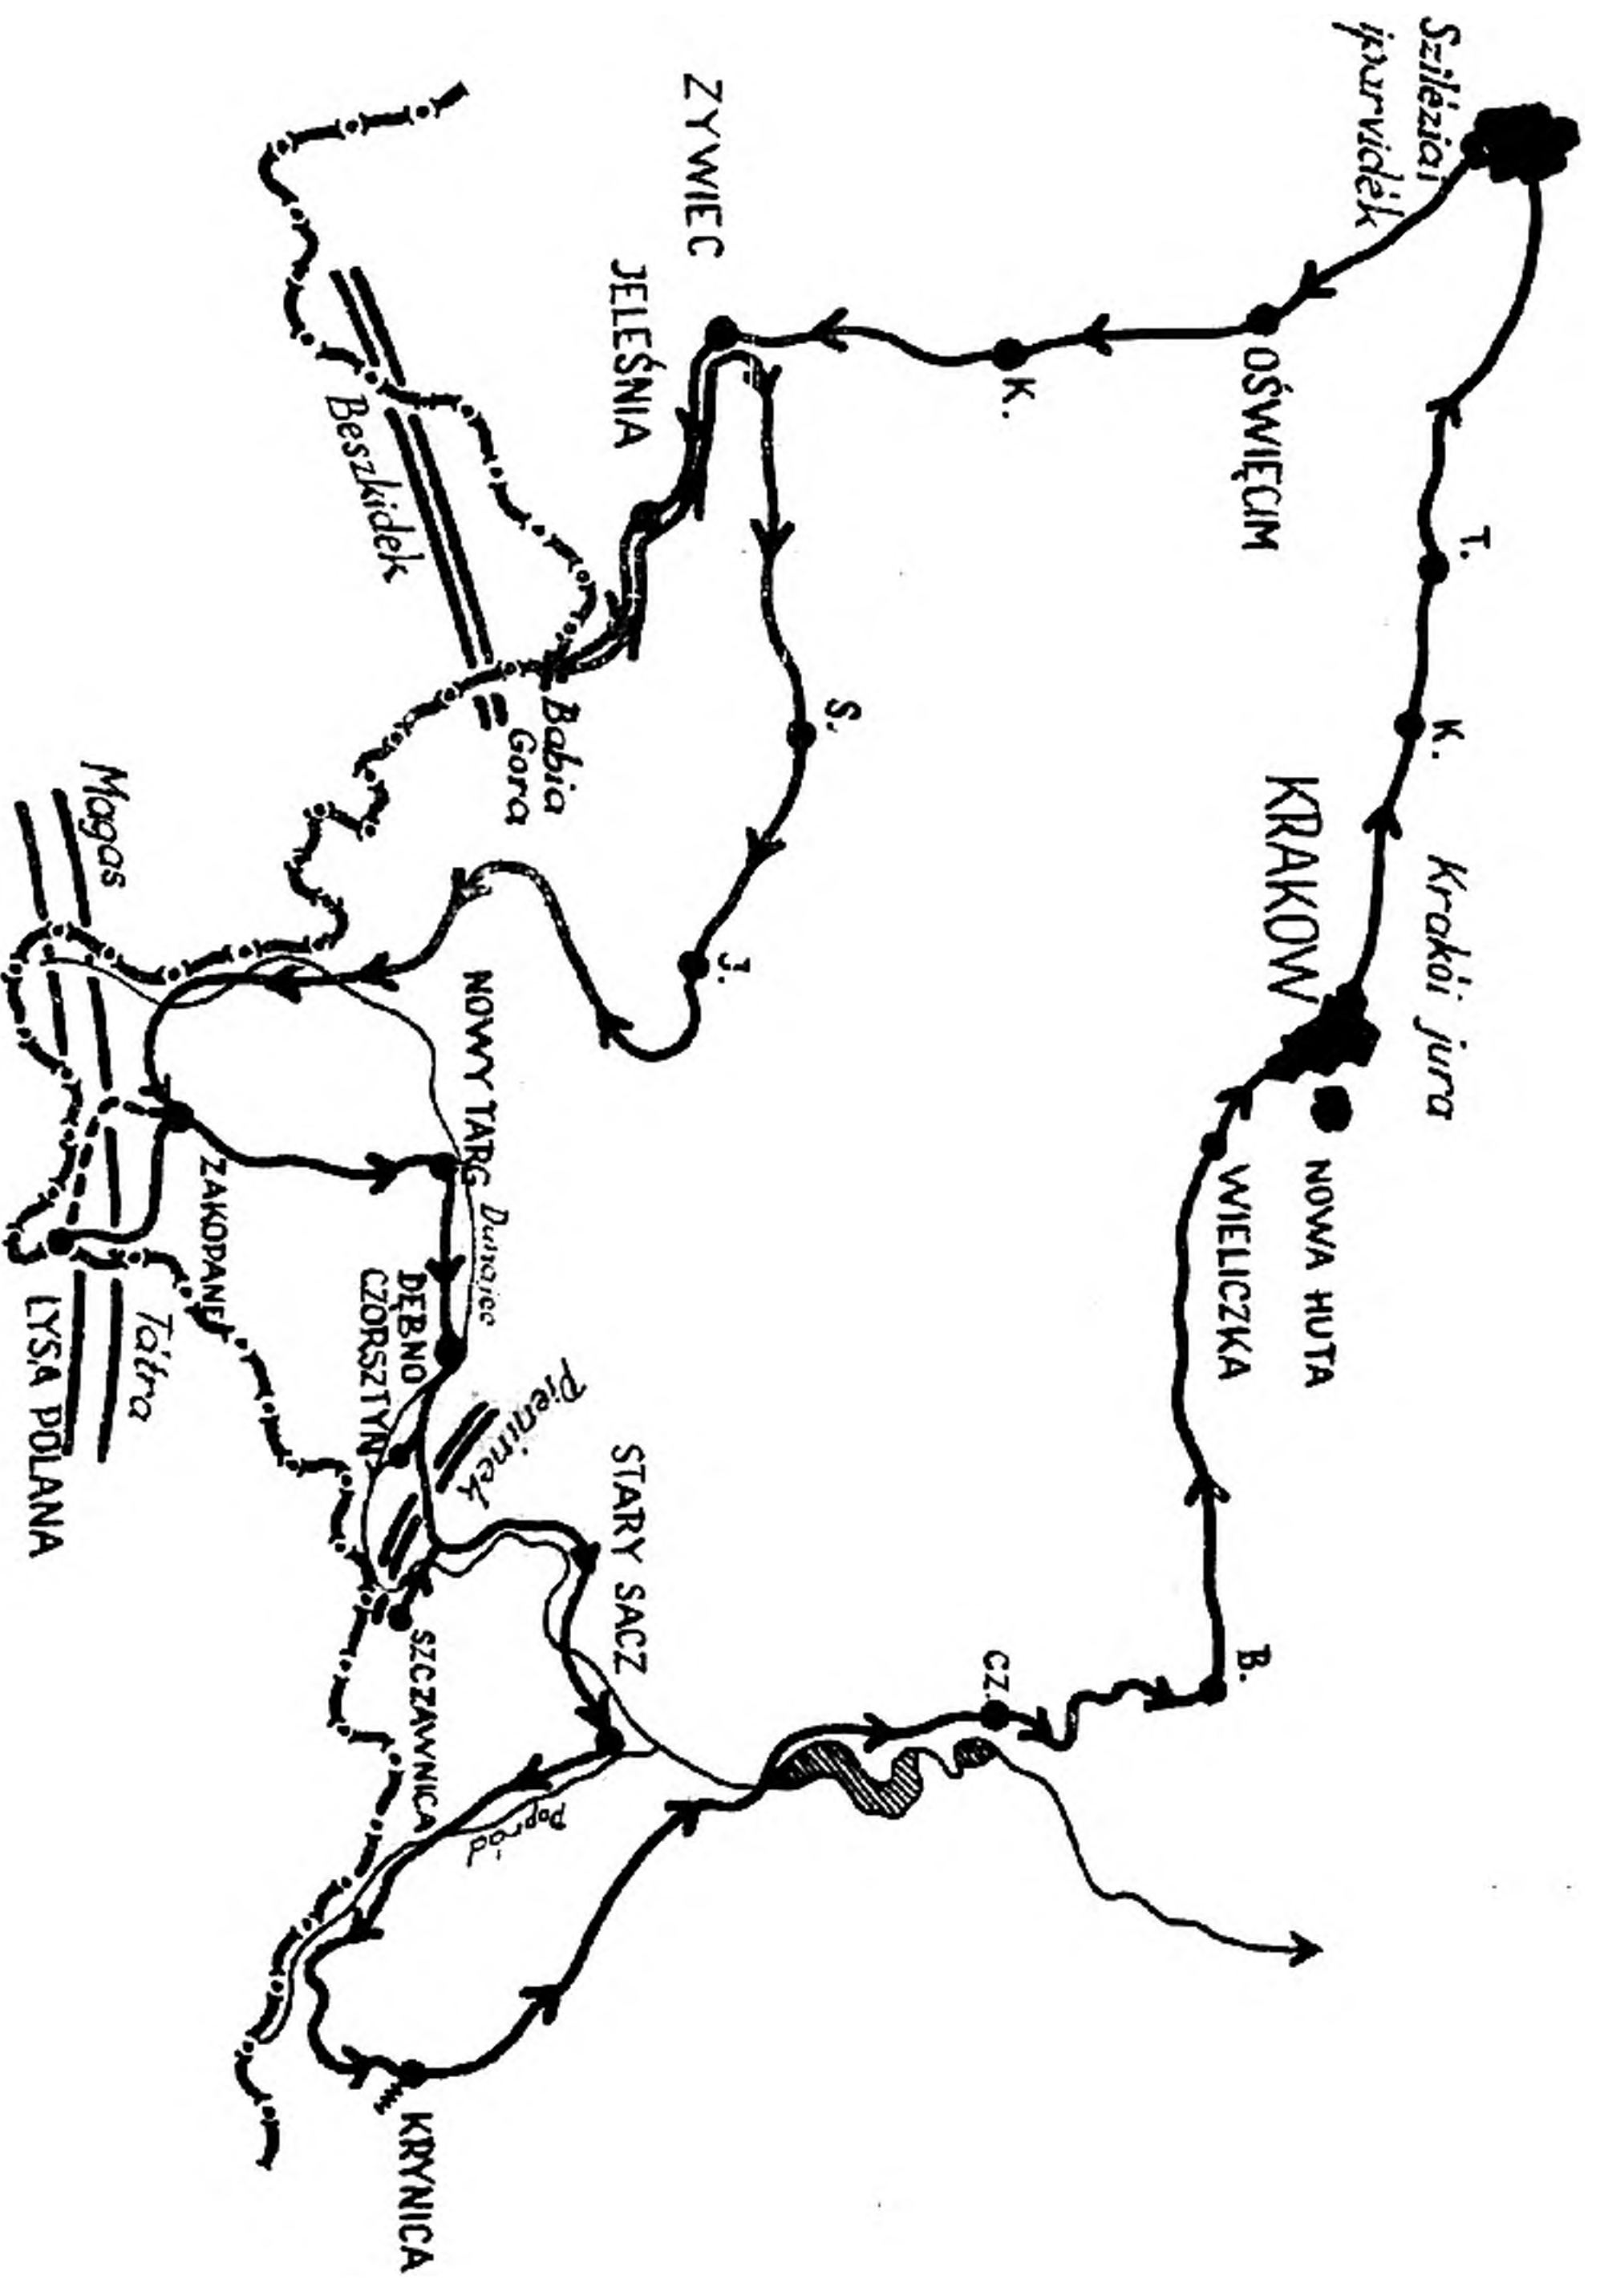 Sziléziai
iparvidék
T.
K.
Krakói jura
KRAKOW
NOWA HUTA
WIELICZKA
OŚWIĘCIM
K.
B.
CZ.
ZYWIEC
JELEŚNIA
S.
J.
Babia
Gora
Beszkidek
NOWY TARG
Dunajec
DĘBNO
CZORSZTYN
Pieninek
STARY SACZ
SZCZAWNICA
Poprád
KRYNICA
ZAKOPANE
Magas
Tátra
ŁYSA POLANA